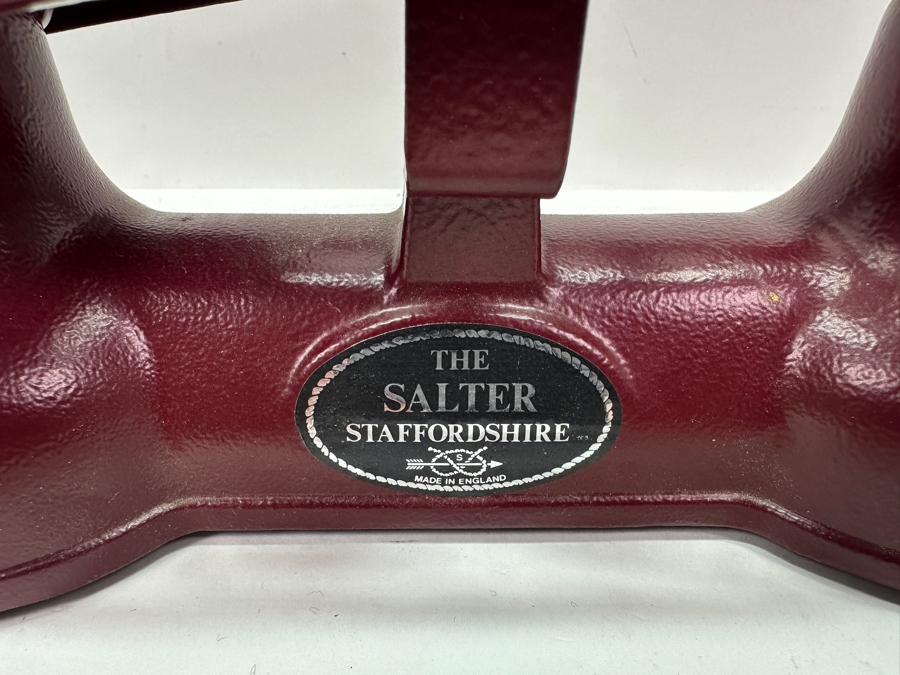 THE
SALTER
STAFFORDSHIRE
S
MADE IN ENGLAND